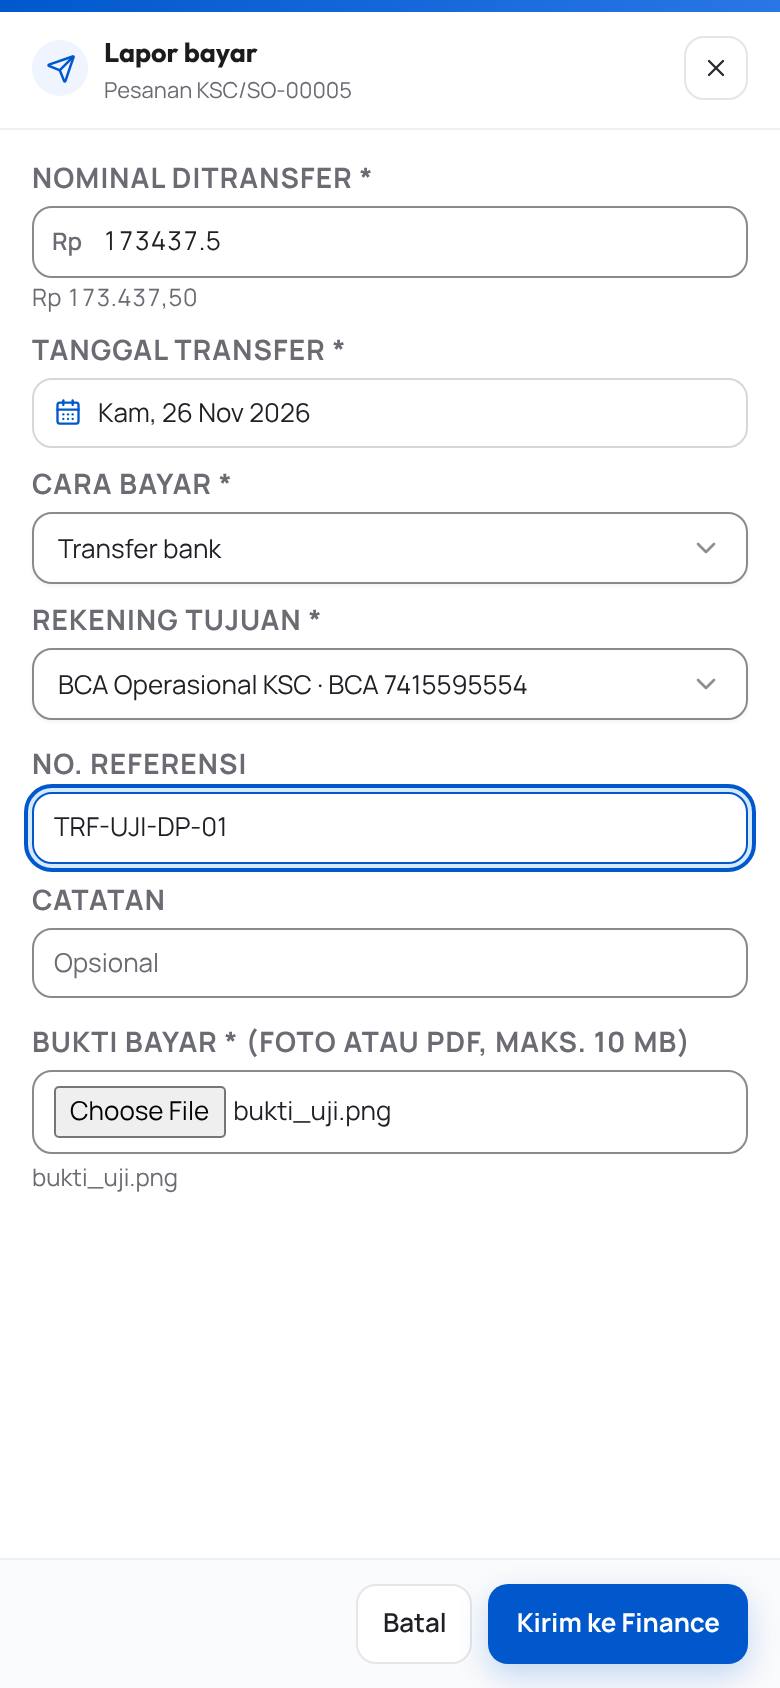 Lapor bayar
Pesanan KSC/SO-00005
NOMINAL DITRANSFER *
Rp 173437.5
Rp 173.437,50
TANGGAL TRANSFER *
Kam, 26 Nov 2026
CARA BAYAR *
Transfer bank
REKENING TUJUAN *
BCA Operasional KSC · BCA 7415595554
NO. REFERENSI
TRF-UJI-DP-01
CATATAN
Opsional
BUKTI BAYAR * (FOTO ATAU PDF, MAKS. 10 MB)
Choose File bukti_uji.png
bukti_uji.png
Batal Kirim ke Finance